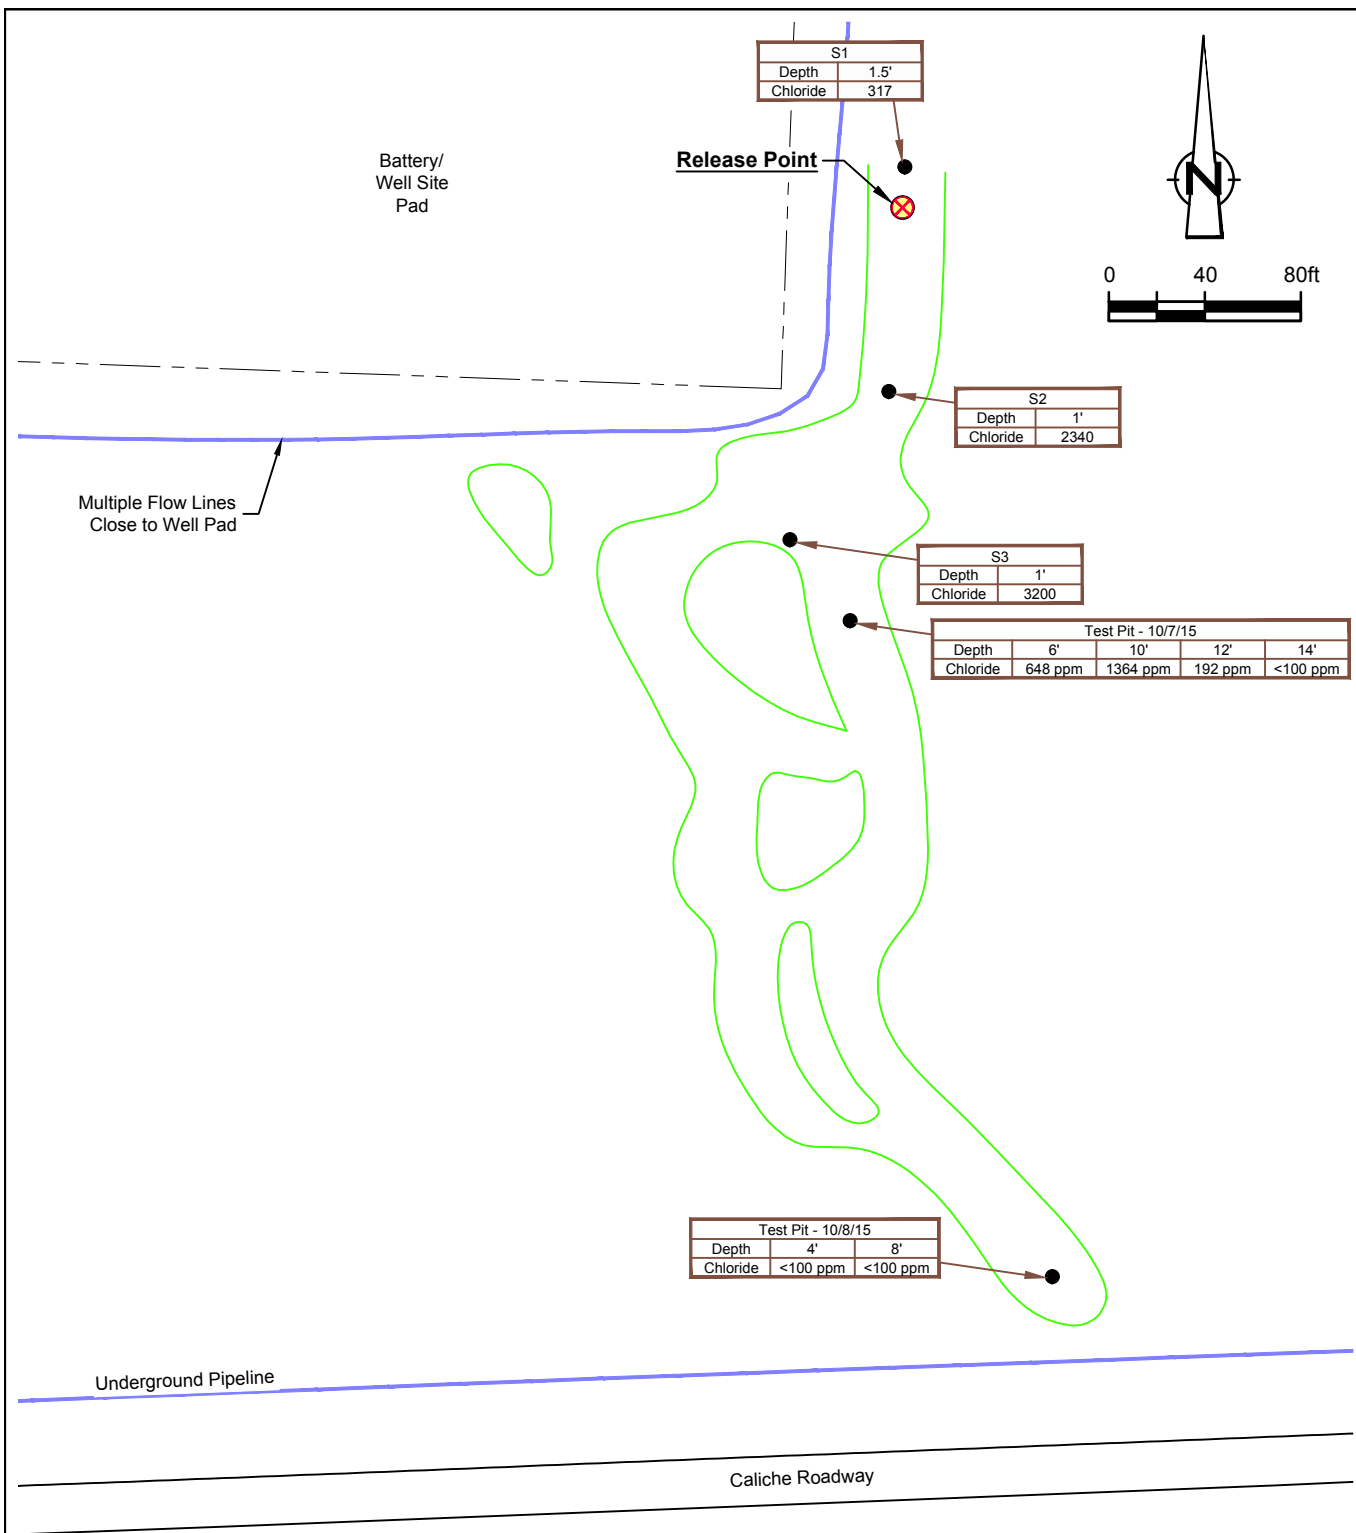 S1
Depth 1.5'
Chloride 317
Release Point
Battery/
Well Site
Pad
N
0 40 80ft
S2
Depth 1'
Chloride 2340
Multiple Flow Lines
Close to Well Pad
S3
Depth 1'
Chloride 3200
Test Pit - 10/7/15
Depth 6' 10' 12' 14'
Chloride 648 ppm 1364 ppm 192 ppm <100 ppm
Test Pit - 10/8/15
Depth 4' 8'
Chloride <100 ppm <100 ppm
Underground Pipeline
Caliche Roadway